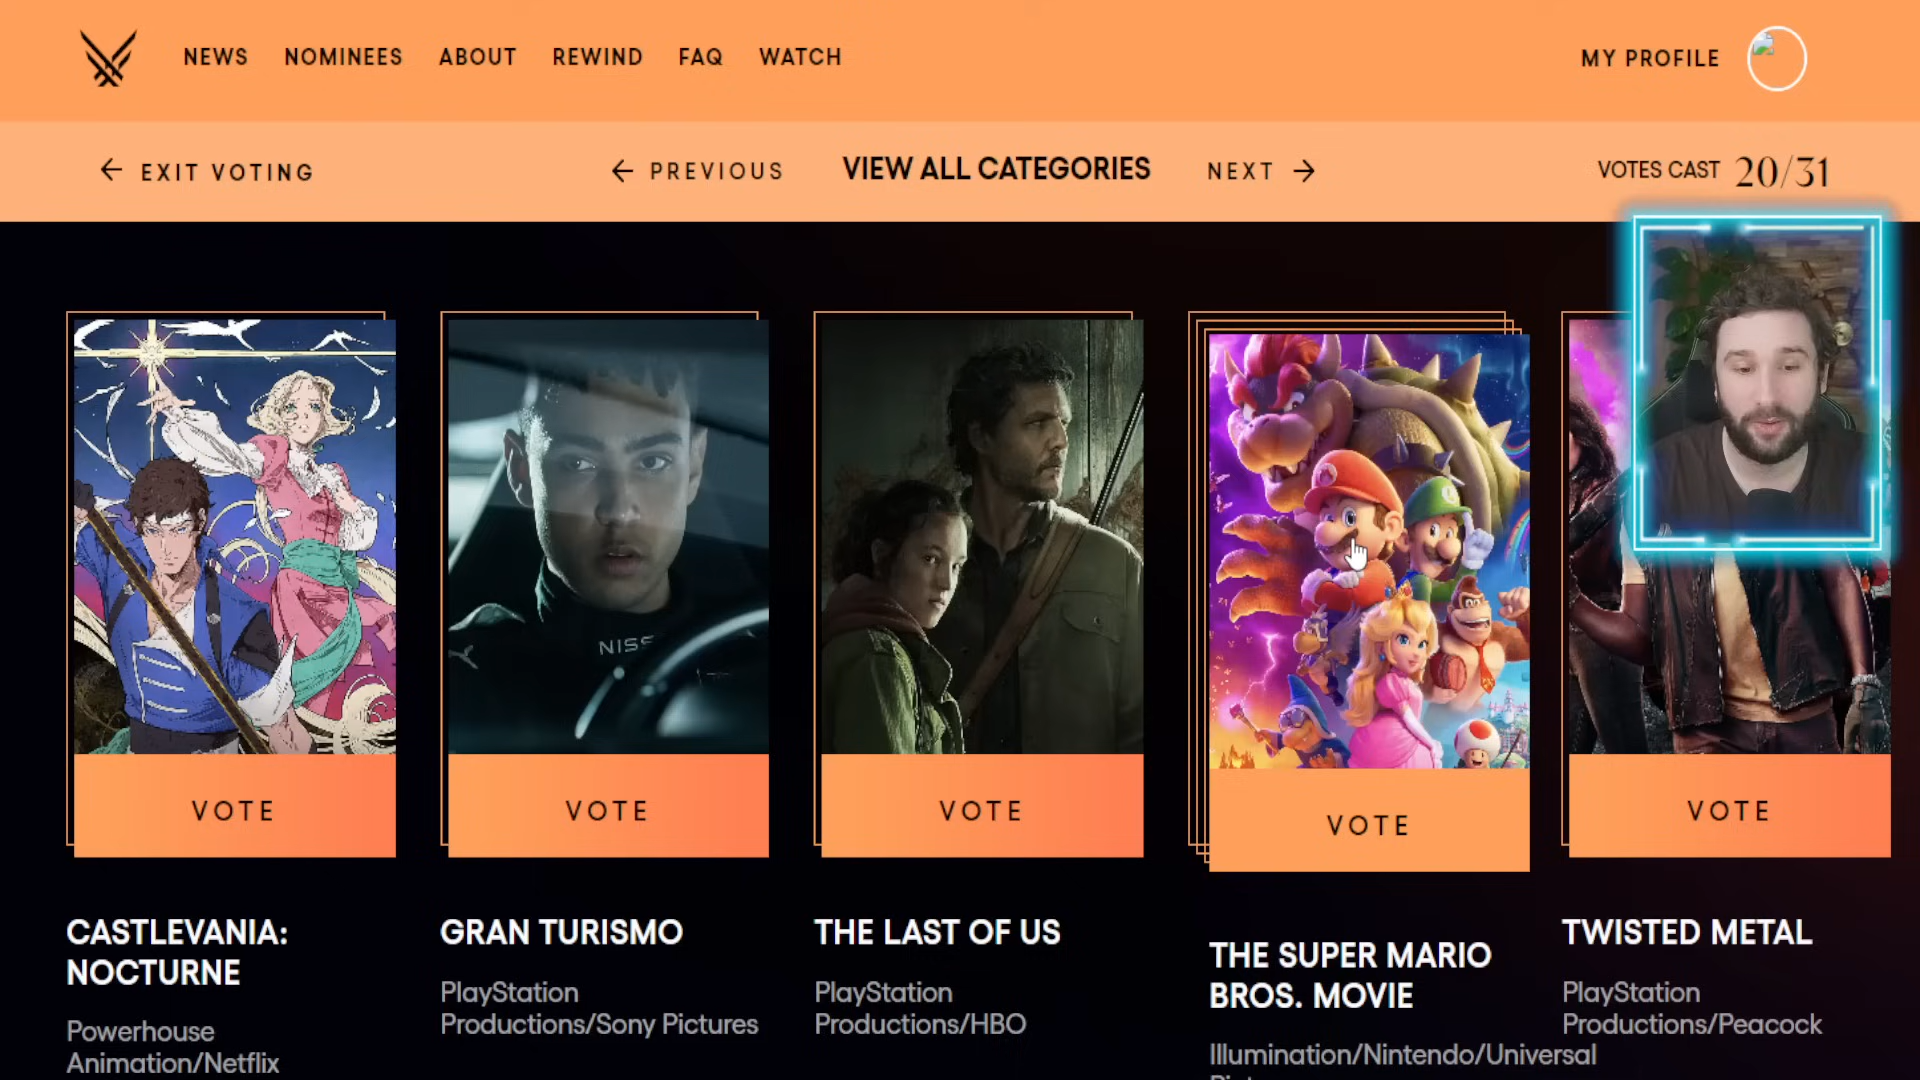 NEWS NOMINEES ABOUT REWIND FAQ WATCH MY PROFILE
← EXIT VOTING ← PREVIOUS VIEW ALL CATEGORIES NEXT → VOTES CAST 20/31
NISS
VOTE VOTE VOTE VOTE VOTE
CASTLEVANIA:
NOCTURNE
Powerhouse
Animation/Netflix
GRAN TURISMO
PlayStation
Productions/Sony Pictures
THE LAST OF US
PlayStation
Productions/HBO
THE SUPER MARIO
BROS. MOVIE
Illumination/Nintendo/Universal
TWISTED METAL
PlayStation
Productions/Peacock